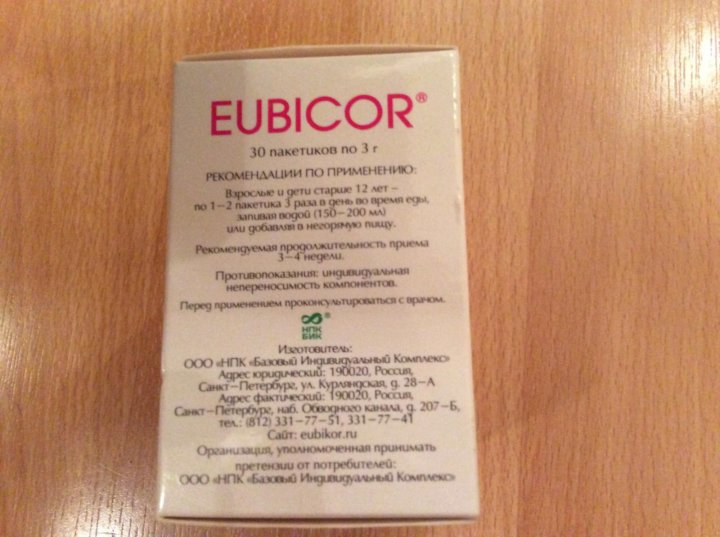 EUBICOR®
30 пакетиков по 3 г
РЕКОМЕНДАЦИИ ПО ПРИМЕНЕНИЮ:
Взрослые и дети старше 12 лет –
по 1–2 пакетика 3 раза в день во время еды,
запивая водой (150–200 мл)
или добавляя в негорячую пищу.
Рекомендуемая продолжительность приема
3–4 недели.
Противопоказания: индивидуальная
непереносимость компонентов.
Перед применением проконсультироваться с врачом.
®
НПК
БИК
Изготовитель:
ООО «НПК «Базовый Индивидуальный Комплекс»
Адрес юридический: 190020, Россия,
Санкт–Петербург, ул. Курляндская, д. 28–А
Адрес фактический: 190020, Россия,
Санкт–Петербург, наб. Обводного канала, д. 207–Б,
тел.: (812) 331–77–51, 331–77–41
Сайт: eubikor.ru
Организация, уполномоченная принимать
претензии от потребителей:
ООО «НПК «Базовый Индивидуальный Комплекс»